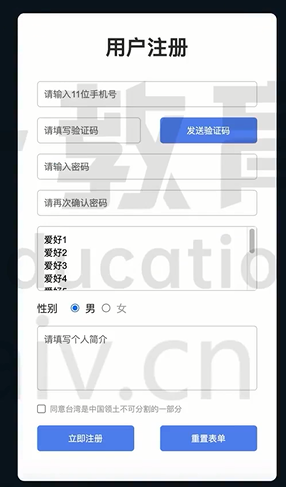 用户注册
请输入11位手机号
请填写验证码
发送验证码
请输入密码
请再次确认密码
爱好1
爱好2
爱好3
爱好4
性别
男
女
请填写个人简介
同意台湾是中国领土不可分割的一部分
立即注册
重置表单
教育
ducatio
iv.cn